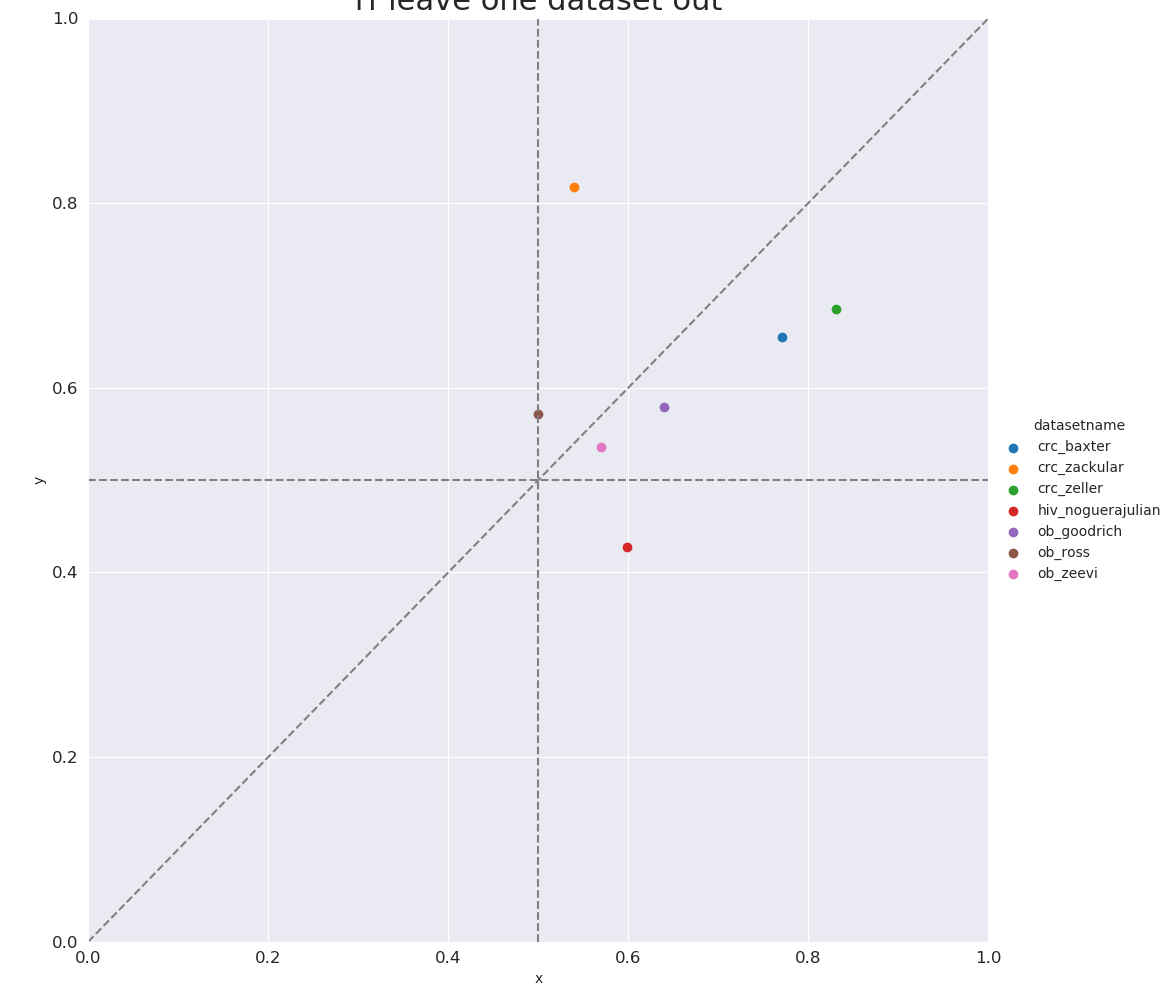 leave one dataset out
1.0
0.8
0.6
0.4
0.2
0.0
y
0.0 0.2 0.4 0.6 0.8 1.0
x
datasetname
crc_baxter
crc_zackular
crc_zeller
hiv_noguerajulian
ob_goodrich
ob_ross
ob_zeevi